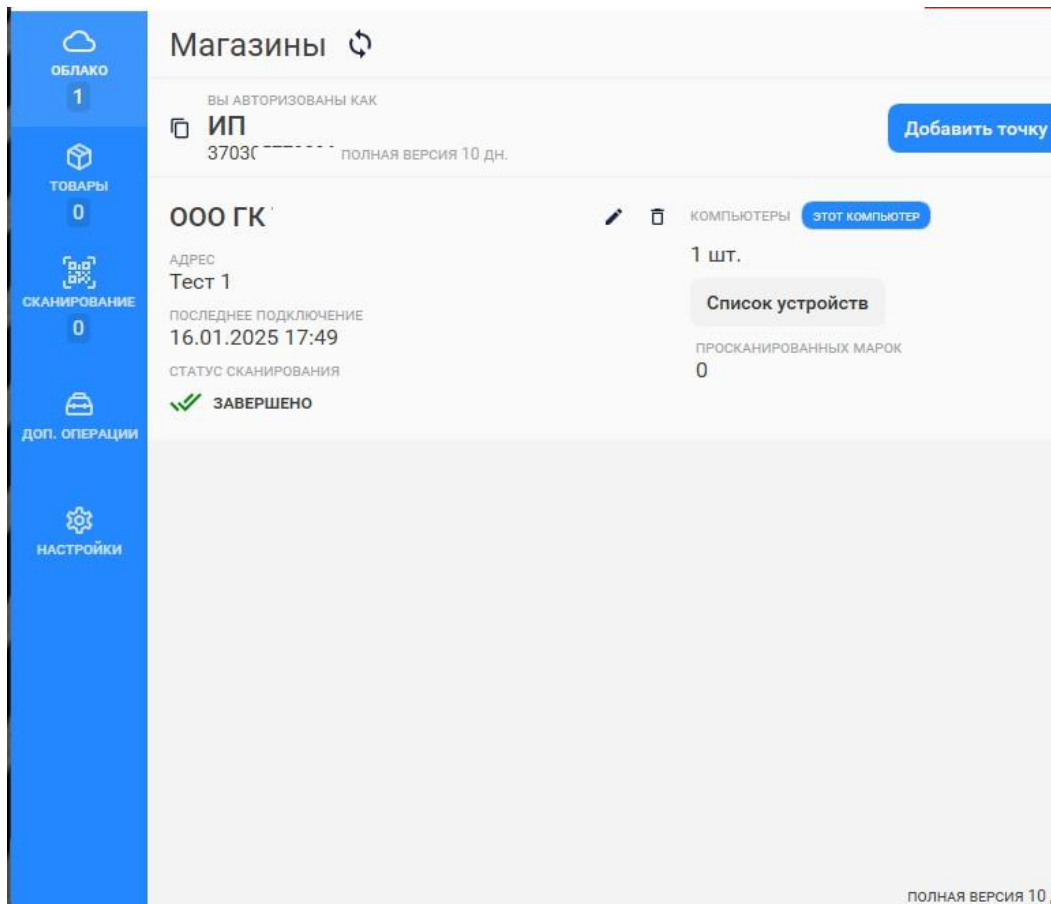 ОБЛАКО
1
ТОВАРЫ
0
СКАНИРОВАНИЕ
0
ДОП. ОПЕРАЦИИ
НАСТРОЙКИ
Магазины
ВЫ АВТОРИЗОВАНЫ КАК
ИП
ПОЛНАЯ ВЕРСИЯ 10 ДН.
Добавить точку
ООО ГК
АДРЕС
Тест 1
ПОСЛЕДНЕЕ ПОДКЛЮЧЕНИЕ
16.01.2025 17:49
СТАТУС СКАНИРОВАНИЯ
ЗАВЕРШЕНО
КОМПЬЮТЕРЫ ЭТОТ КОМПЬЮТЕР
1 шт.
Список устройств
ПРОСКАНИРОВАННЫХ МАРОК
0
ПОЛНАЯ ВЕРСИЯ 10